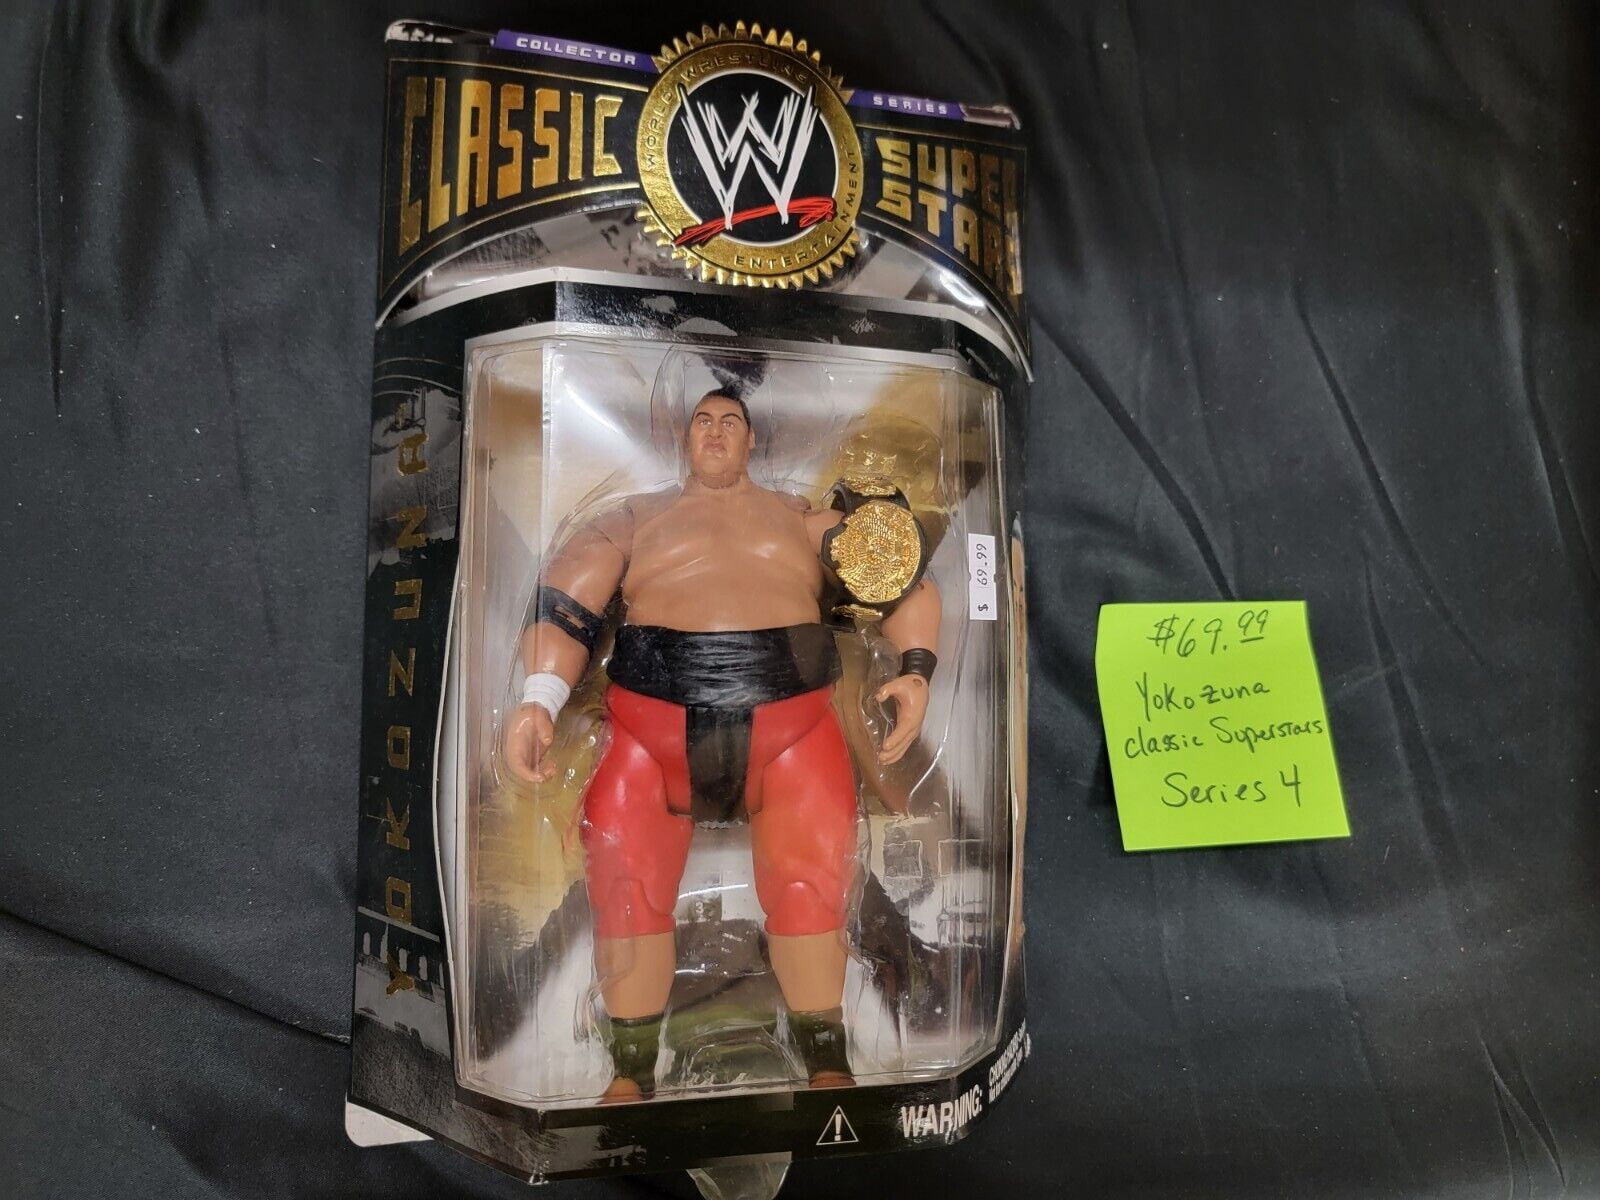 COLLECTOR
SERIES
CLASSIC
SUPER
STARS
WORLD WRESTLING
ENTERTAINMENT
W
YOKOZUNA
$ 69.99
$69.99
Yokozuna
classic Superstars
Series 4
WARNING: